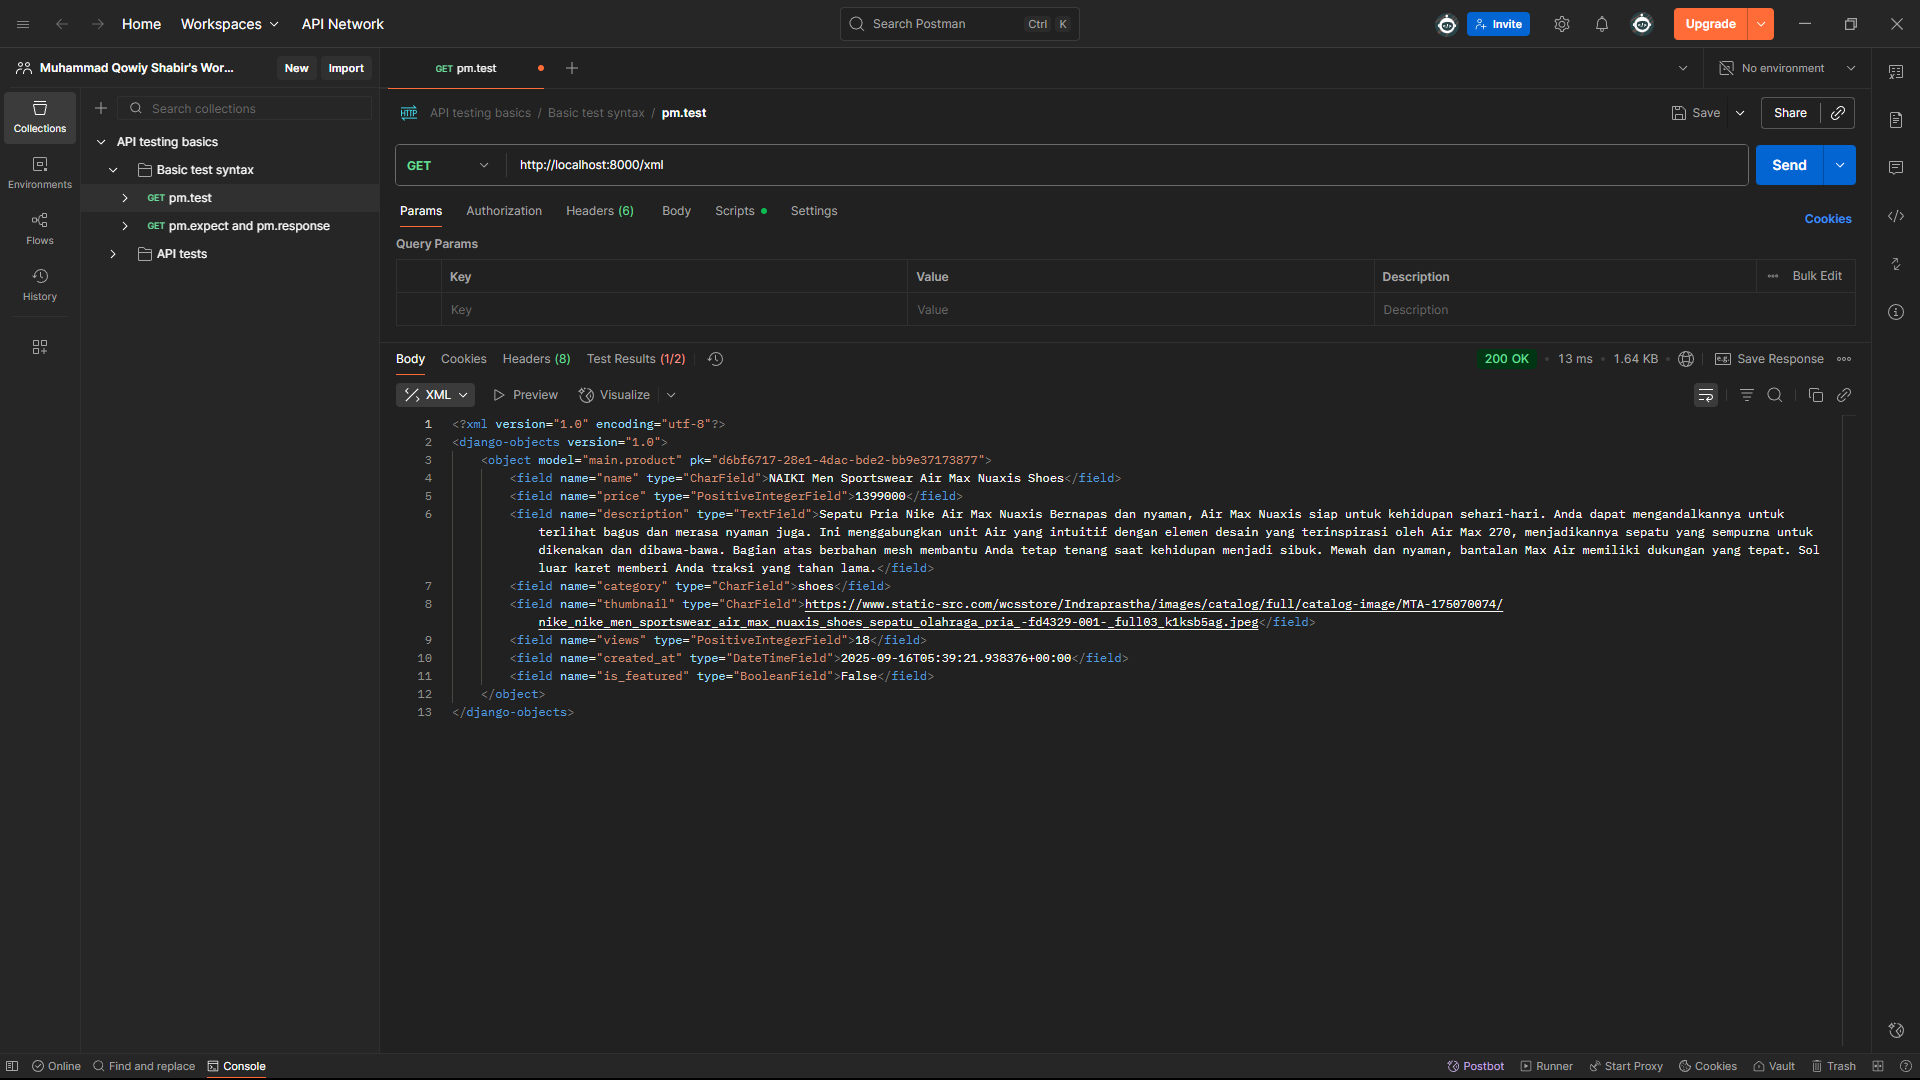 Home Workspaces API Network Search Postman Ctrl K Invite Upgrade
Muhammad Qowiy Shabir's Wor... New Import GET pm.test No environment
Collections
Environments
Flows
History
Search collections
API testing basics
Basic test syntax
GET pm.test
GET pm.expect and pm.response
API tests
HTTP API testing basics / Basic test syntax / pm.test Save Share
GET http://localhost:8000/xml Send
Params Authorization Headers (6) Body Scripts Settings Cookies
Query Params
Key Value Description Bulk Edit
Key Value Description
Body Cookies Headers (8) Test Results (1/2) 200 OK 13 ms 1.64 KB e.g. Save Response
XML Preview Visualize
1 <?xml version="1.0" encoding="utf-8"?>
2 <django-objects version="1.0">
3 <object model="main.product" pk="d6bf6717-28e1-4dac-bde2-bb9e37173877">
4 <field name="name" type="CharField">NAIKI Men Sportswear Air Max Nuaxis Shoes</field>
5 <field name="price" type="PositiveIntegerField">1399000</field>
6 <field name="description" type="TextField">Sepatu Pria Nike Air Max Nuaxis Bernapas dan nyaman, Air Max Nuaxis siap untuk kehidupan sehari-hari. Anda dapat mengandalkannya untuk
terlihat bagus dan merasa nyaman juga. Ini menggabungkan unit Air yang intuitif dengan elemen desain yang terinspirasi oleh Air Max 270, menjadikannya sepatu yang sempurna untuk
dikenakan dan dibawa-bawa. Bagian atas berbahan mesh membantu Anda tetap tenang saat kehidupan menjadi sibuk. Mewah dan nyaman, bantalan Max Air memiliki dukungan yang tepat. Sol
luar karet memberi Anda traksi yang tahan lama.</field>
7 <field name="category" type="CharField">shoes</field>
8 <field name="thumbnail" type="CharField">https://www.static-src.com/wcsstore/Indraprastha/images/catalog/full/catalog-image/MTA-175070074/
nike_nike_men_sportswear_air_max_nuaxis_shoes_sepatu_olahraga_pria_-fd4329-001-_full03_k1ksb5ag.jpeg</field>
9 <field name="views" type="PositiveIntegerField">18</field>
10 <field name="created_at" type="DateTimeField">2025-09-16T05:39:21.938376+00:00</field>
11 <field name="is_featured" type="BooleanField">False</field>
12 </object>
13 </django-objects>
Online Find and replace Console Postbot Runner Start Proxy Cookies Vault Trash